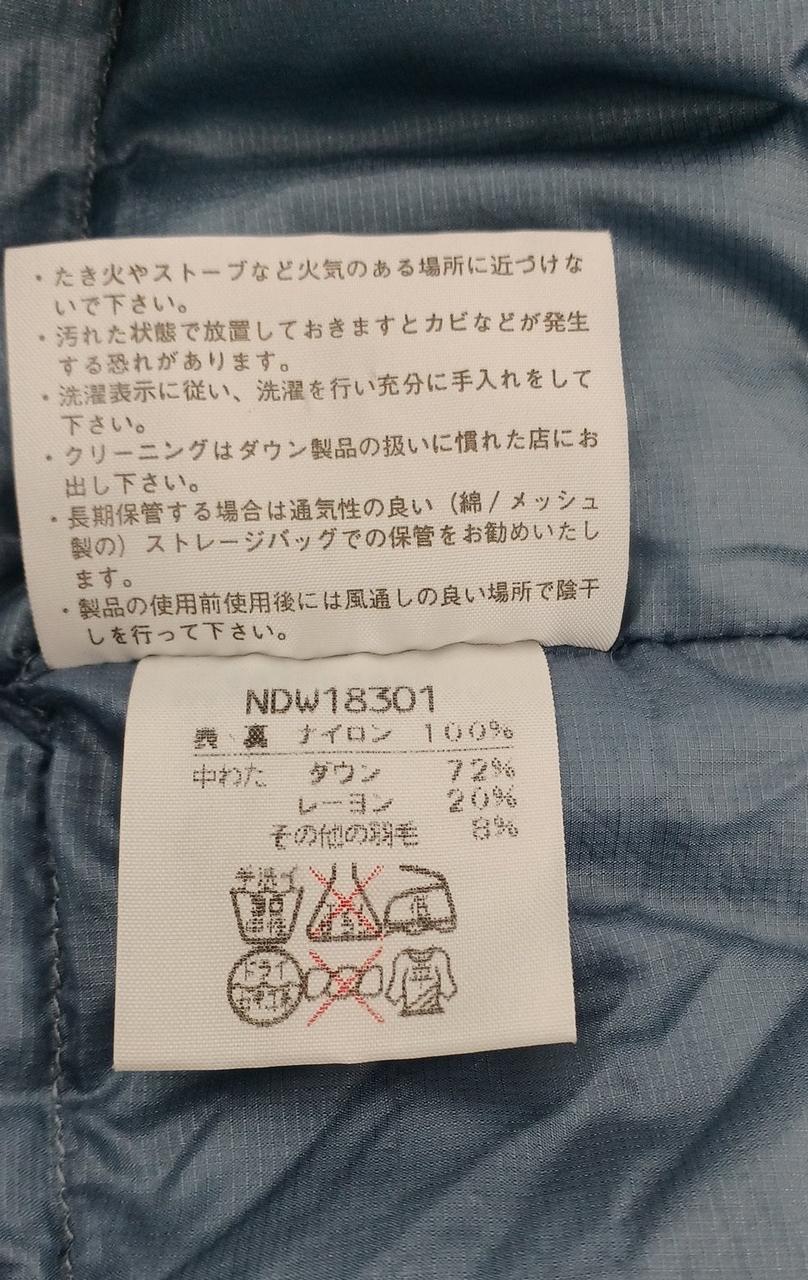 ・たき火やストーブなど火気のある場所に近づけな
いで下さい。
・汚れた状態で放置しておきますとカビなどが発生
する恐れがあります。
・洗濯表示に従い、洗濯を行い充分に手入れをして
下さい。
・クリーニングはダウン製品の扱いに慣れた店にお
出し下さい。
・長期保管する場合は通気性の良い（綿/メッシュ
製の）ストレージバッグでの保管をお勧めいたし
ます。
・製品の使用前使用後には風通しの良い場所で陰干
しを行って下さい。
NDW18301
表、裏 ナイロン 100%
中わた ダウン 72%
レーヨン 20%
その他の羽毛 8%
手洗イ
低
ドライ